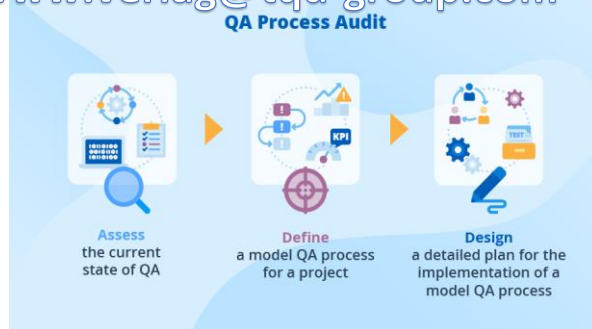 QA Process Audit
KPI
TEST
Assess
the current
state of QA
Define
a model QA process
for a project
Design
a detailed plan for the
implementation of a
model QA process